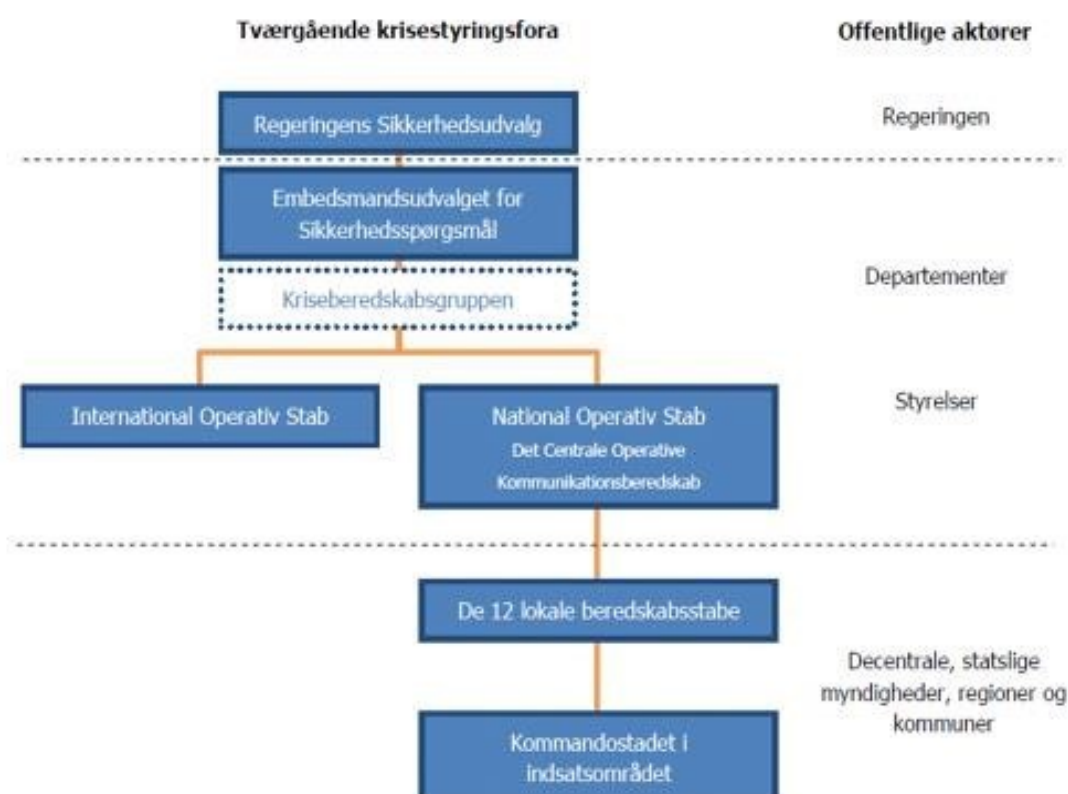 Tværgående krisestyringsfora
Offentlige aktører
Regeringens Sikkerhedsudvalg
Regeringen
Embedsmandsudvalget for
Sikkerhedsspørgsmål
Kriseberedskabsgruppen
Departementer
International Operativ Stab
National Operativ Stab
Det Centrale Operative
Kommunikationsberedskab
Styrelser
De 12 lokale beredskabsstabe
Kommandostadet i
indsatsområdet
Decentrale, statslige
myndigheder, regioner og
kommuner